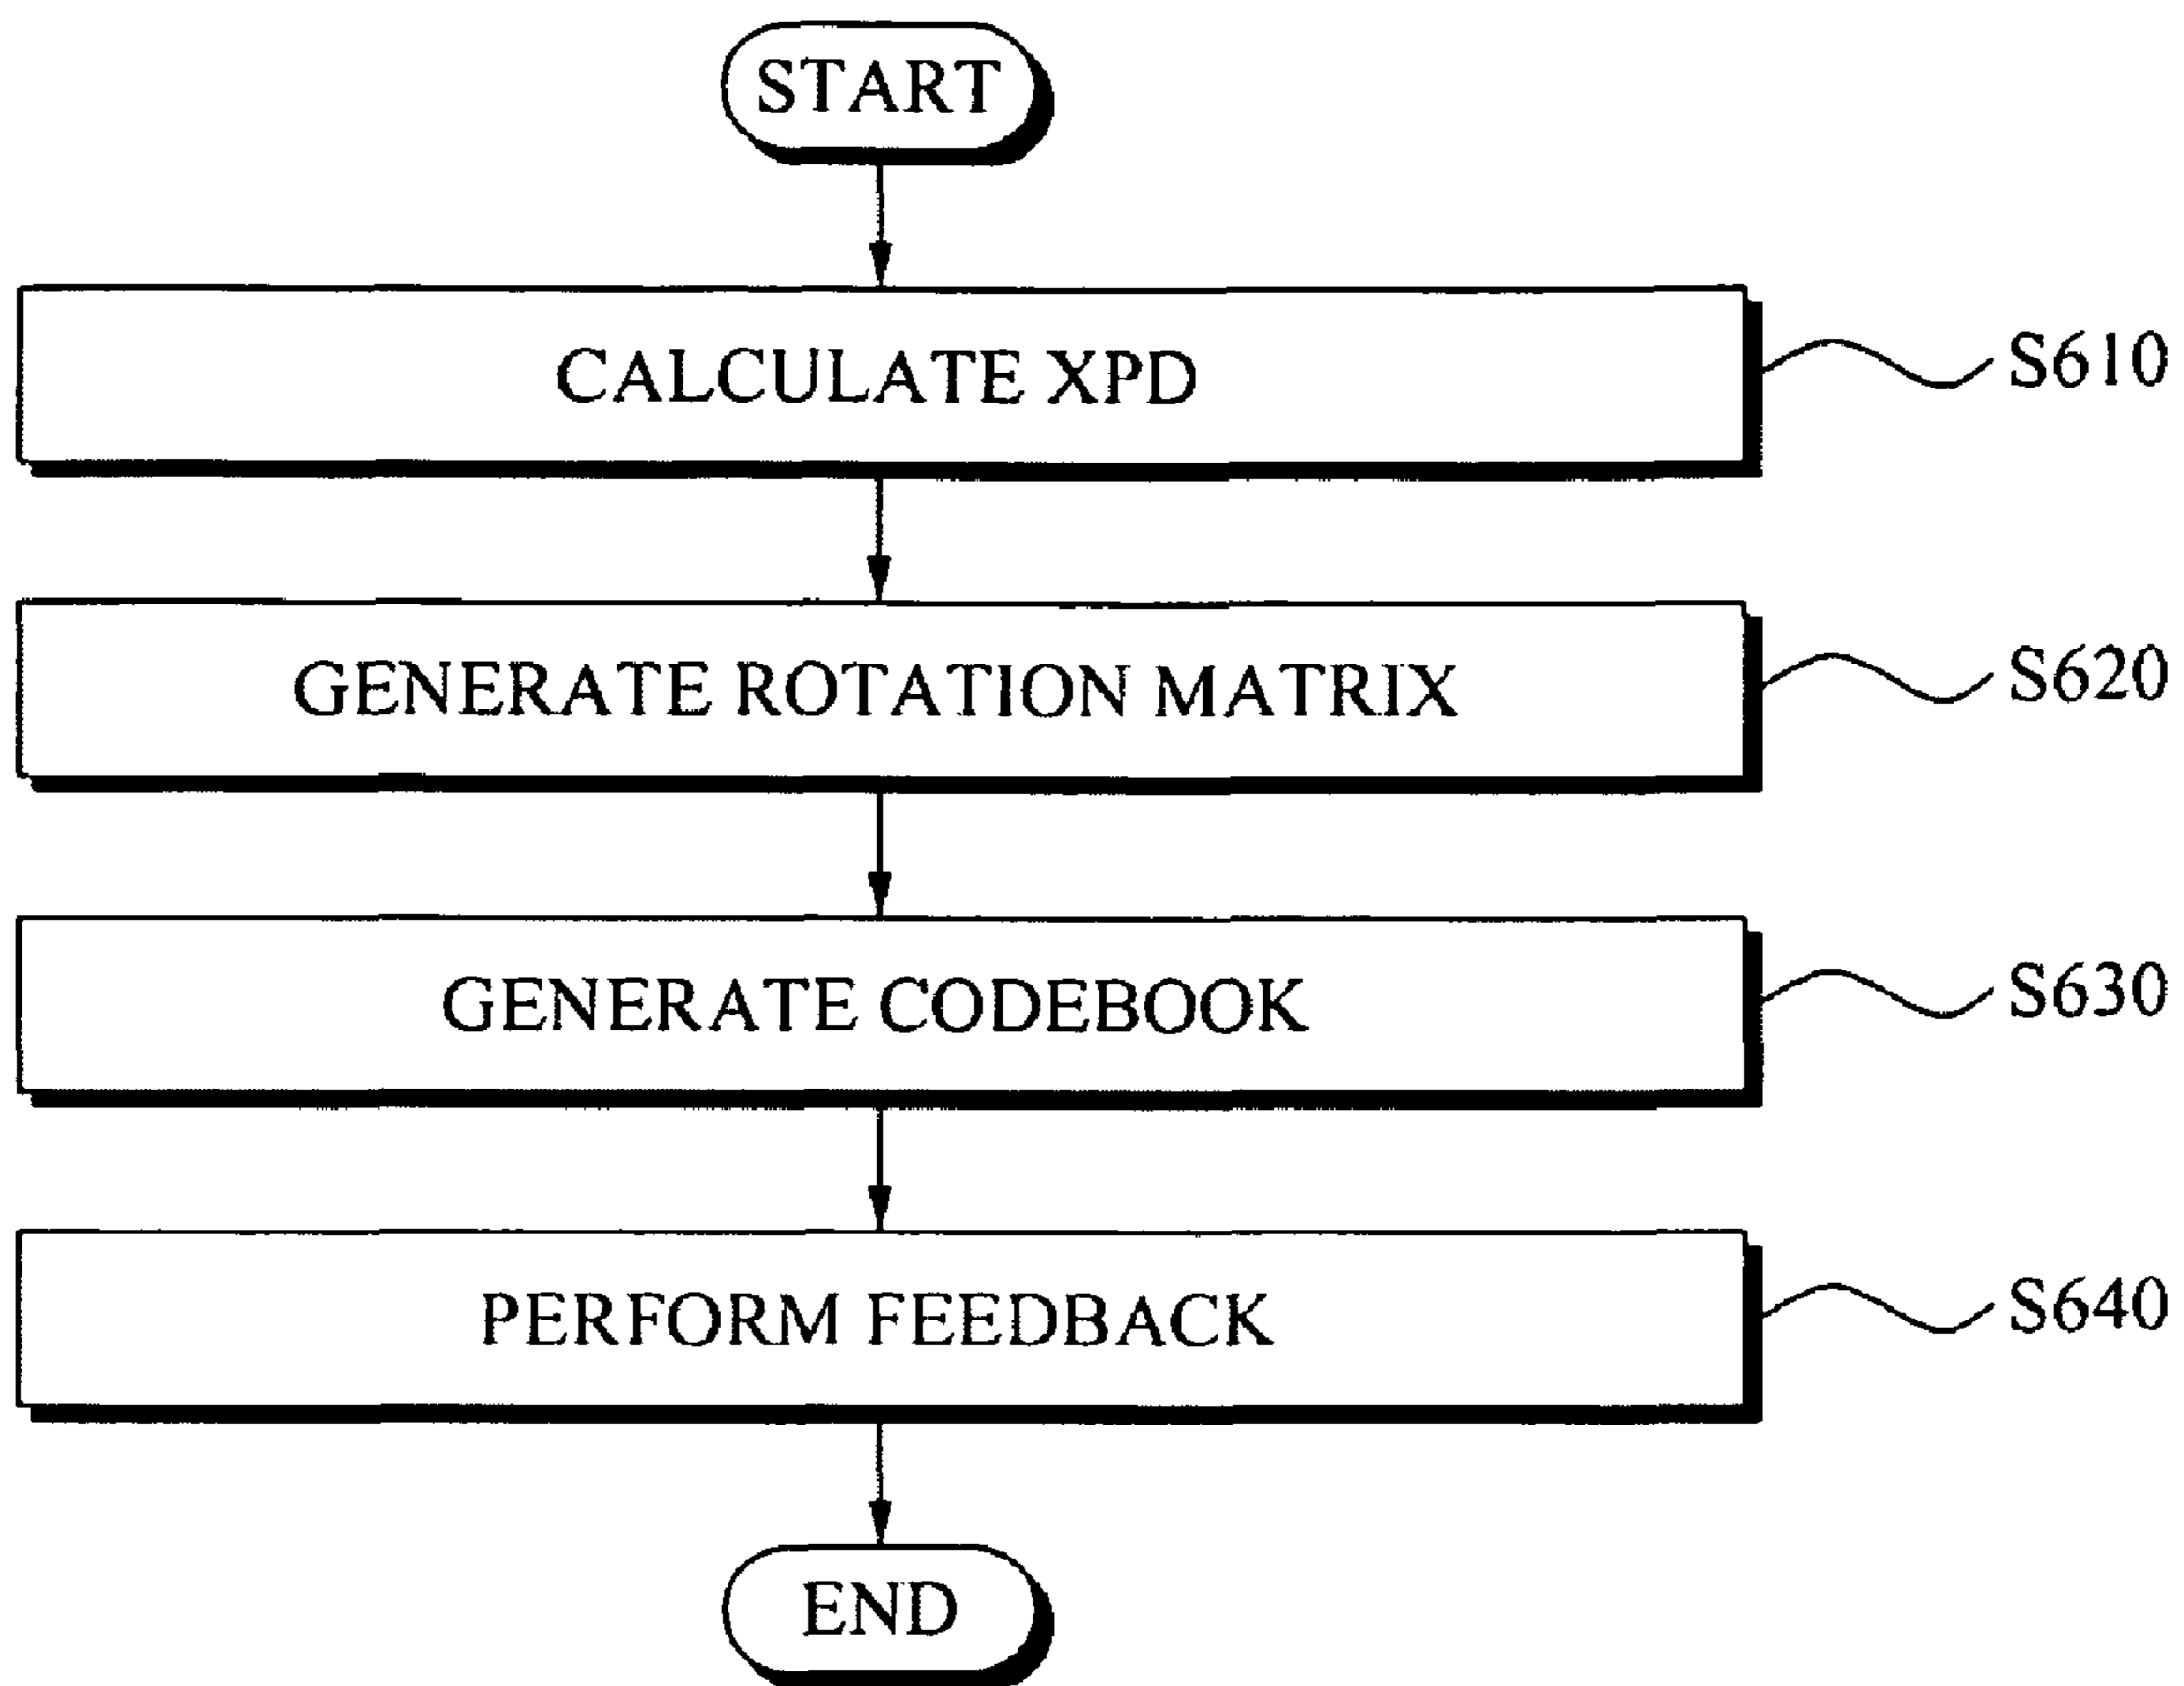 START
CALCULATE XPD
S610
GENERATE ROTATION MATRIX
S620
GENERATE CODEBOOK
S630
PERFORM FEEDBACK
S640
END